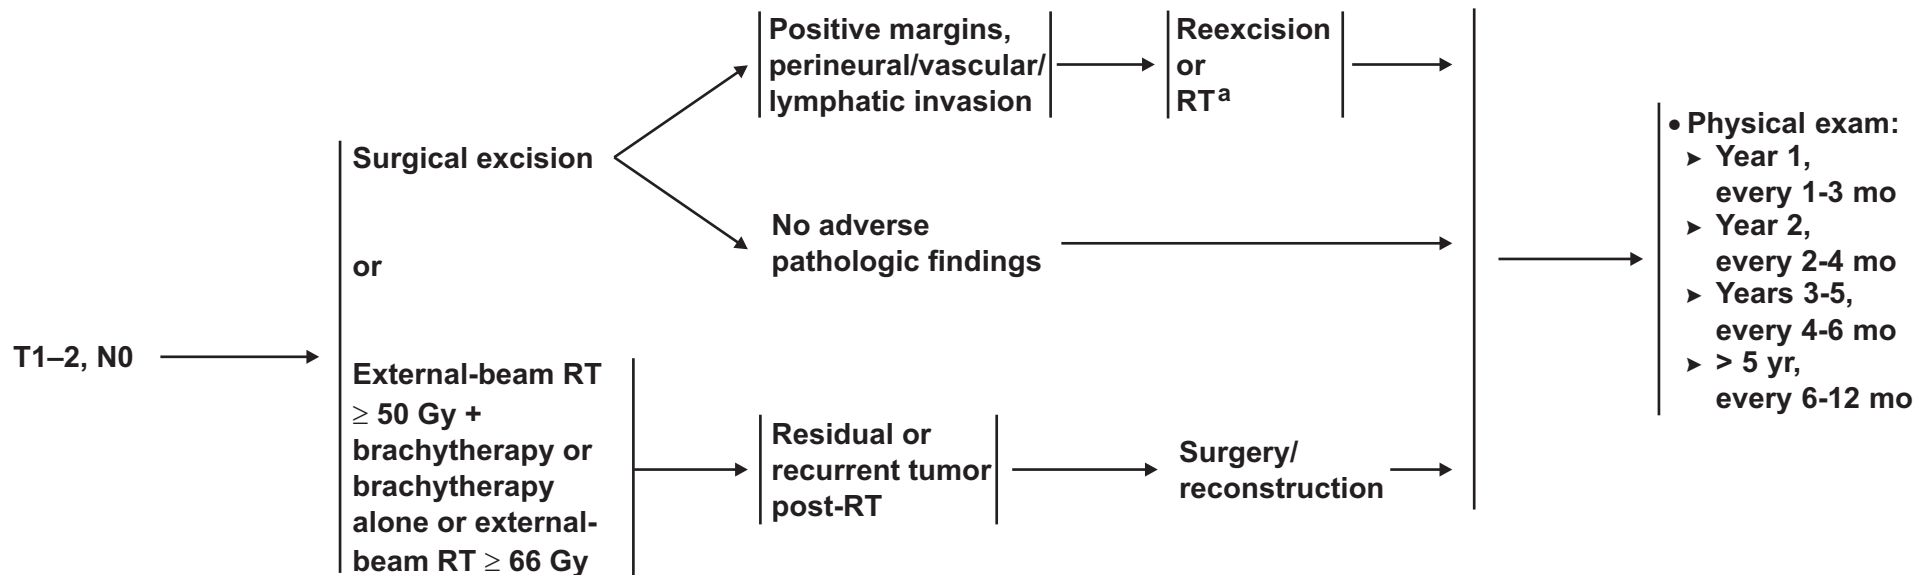 T1–2, N0
Surgical excision
or
External-beam RT
≥ 50 Gy +
brachytherapy or
brachytherapy
alone or external-
beam RT ≥ 66 Gy
Positive margins,
perineural/vascular/
lymphatic invasion
No adverse
pathologic findings
Residual or
recurrent tumor
post-RT
Reexcision
or
RTᵃ
Surgery/
reconstruction
• Physical exam:
➤ Year 1,
every 1-3 mo
➤ Year 2,
every 2-4 mo
➤ Years 3-5,
every 4-6 mo
➤ > 5 yr,
every 6-12 mo